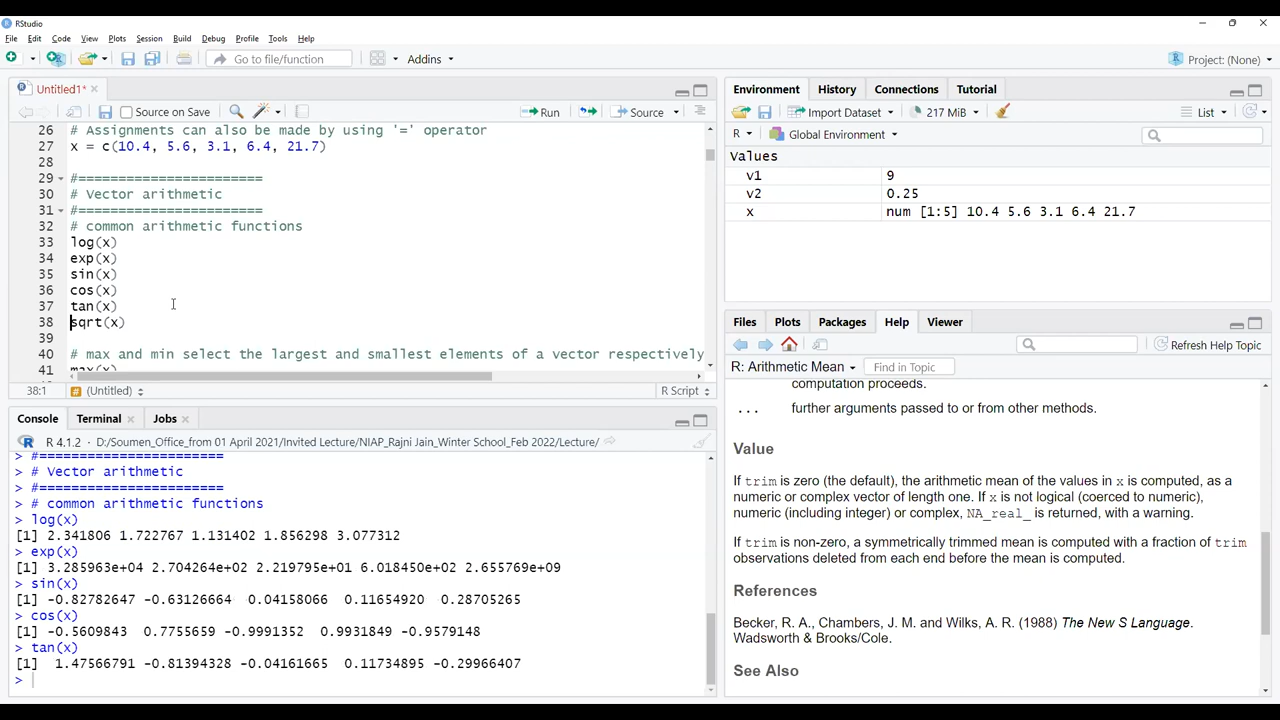 RStudio
File Edit Code View Plots Session Build Debug Profile Tools Help
Go to file/function Addins Project: (None)
Untitled1*
Source on Save Run Source
26 # Assignments can also be made by using '=' operator
27 x = c(10.4, 5.6, 3.1, 6.4, 21.7)
28
29 #=======================
30 # Vector arithmetic
31 #=======================
32 # common arithmetic functions
33 log(x)
34 exp(x)
35 sin(x)
36 cos(x)
37 tan(x)
38 sqrt(x)
39
40 # max and min select the largest and smallest elements of a vector respectively
41 max(x)
38:1 # (Untitled) R Script
Console Terminal Jobs
R 4.1.2 · D:/Soumen_Office_from 01 April 2021/Invited Lecture/NIAP_Rajni Jain_Winter School_Feb 2022/Lecture/
> #=======================
> # Vector arithmetic
> #=======================
> # common arithmetic functions
> log(x)
[1] 2.341806 1.722767 1.131402 1.856298 3.077312
> exp(x)
[1] 3.285963e+04 2.704264e+02 2.219795e+01 6.018450e+02 2.655769e+09
> sin(x)
[1] -0.82782647 -0.63126664 0.04158066 0.11654920 0.28705265
> cos(x)
[1] -0.5609843 0.7755659 -0.9991352 0.9931849 -0.9579148
> tan(x)
[1] 1.47566791 -0.81394328 -0.04161665 0.11734895 -0.29966407
>
Environment History Connections Tutorial
Import Dataset 217 MiB List
R Global Environment
Values
v1 9
v2 0.25
x num [1:5] 10.4 5.6 3.1 6.4 21.7
Files Plots Packages Help Viewer
Refresh Help Topic
R: Arithmetic Mean Find in Topic
computation proceeds.
... further arguments passed to or from other methods.
Value
If trim is zero (the default), the arithmetic mean of the values in x is computed, as a
numeric or complex vector of length one. If x is not logical (coerced to numeric),
numeric (including integer) or complex, NA_real_ is returned, with a warning.
If trim is non-zero, a symmetrically trimmed mean is computed with a fraction of trim
observations deleted from each end before the mean is computed.
References
Becker, R. A., Chambers, J. M. and Wilks, A. R. (1988) The New S Language.
Wadsworth & Brooks/Cole.
See Also